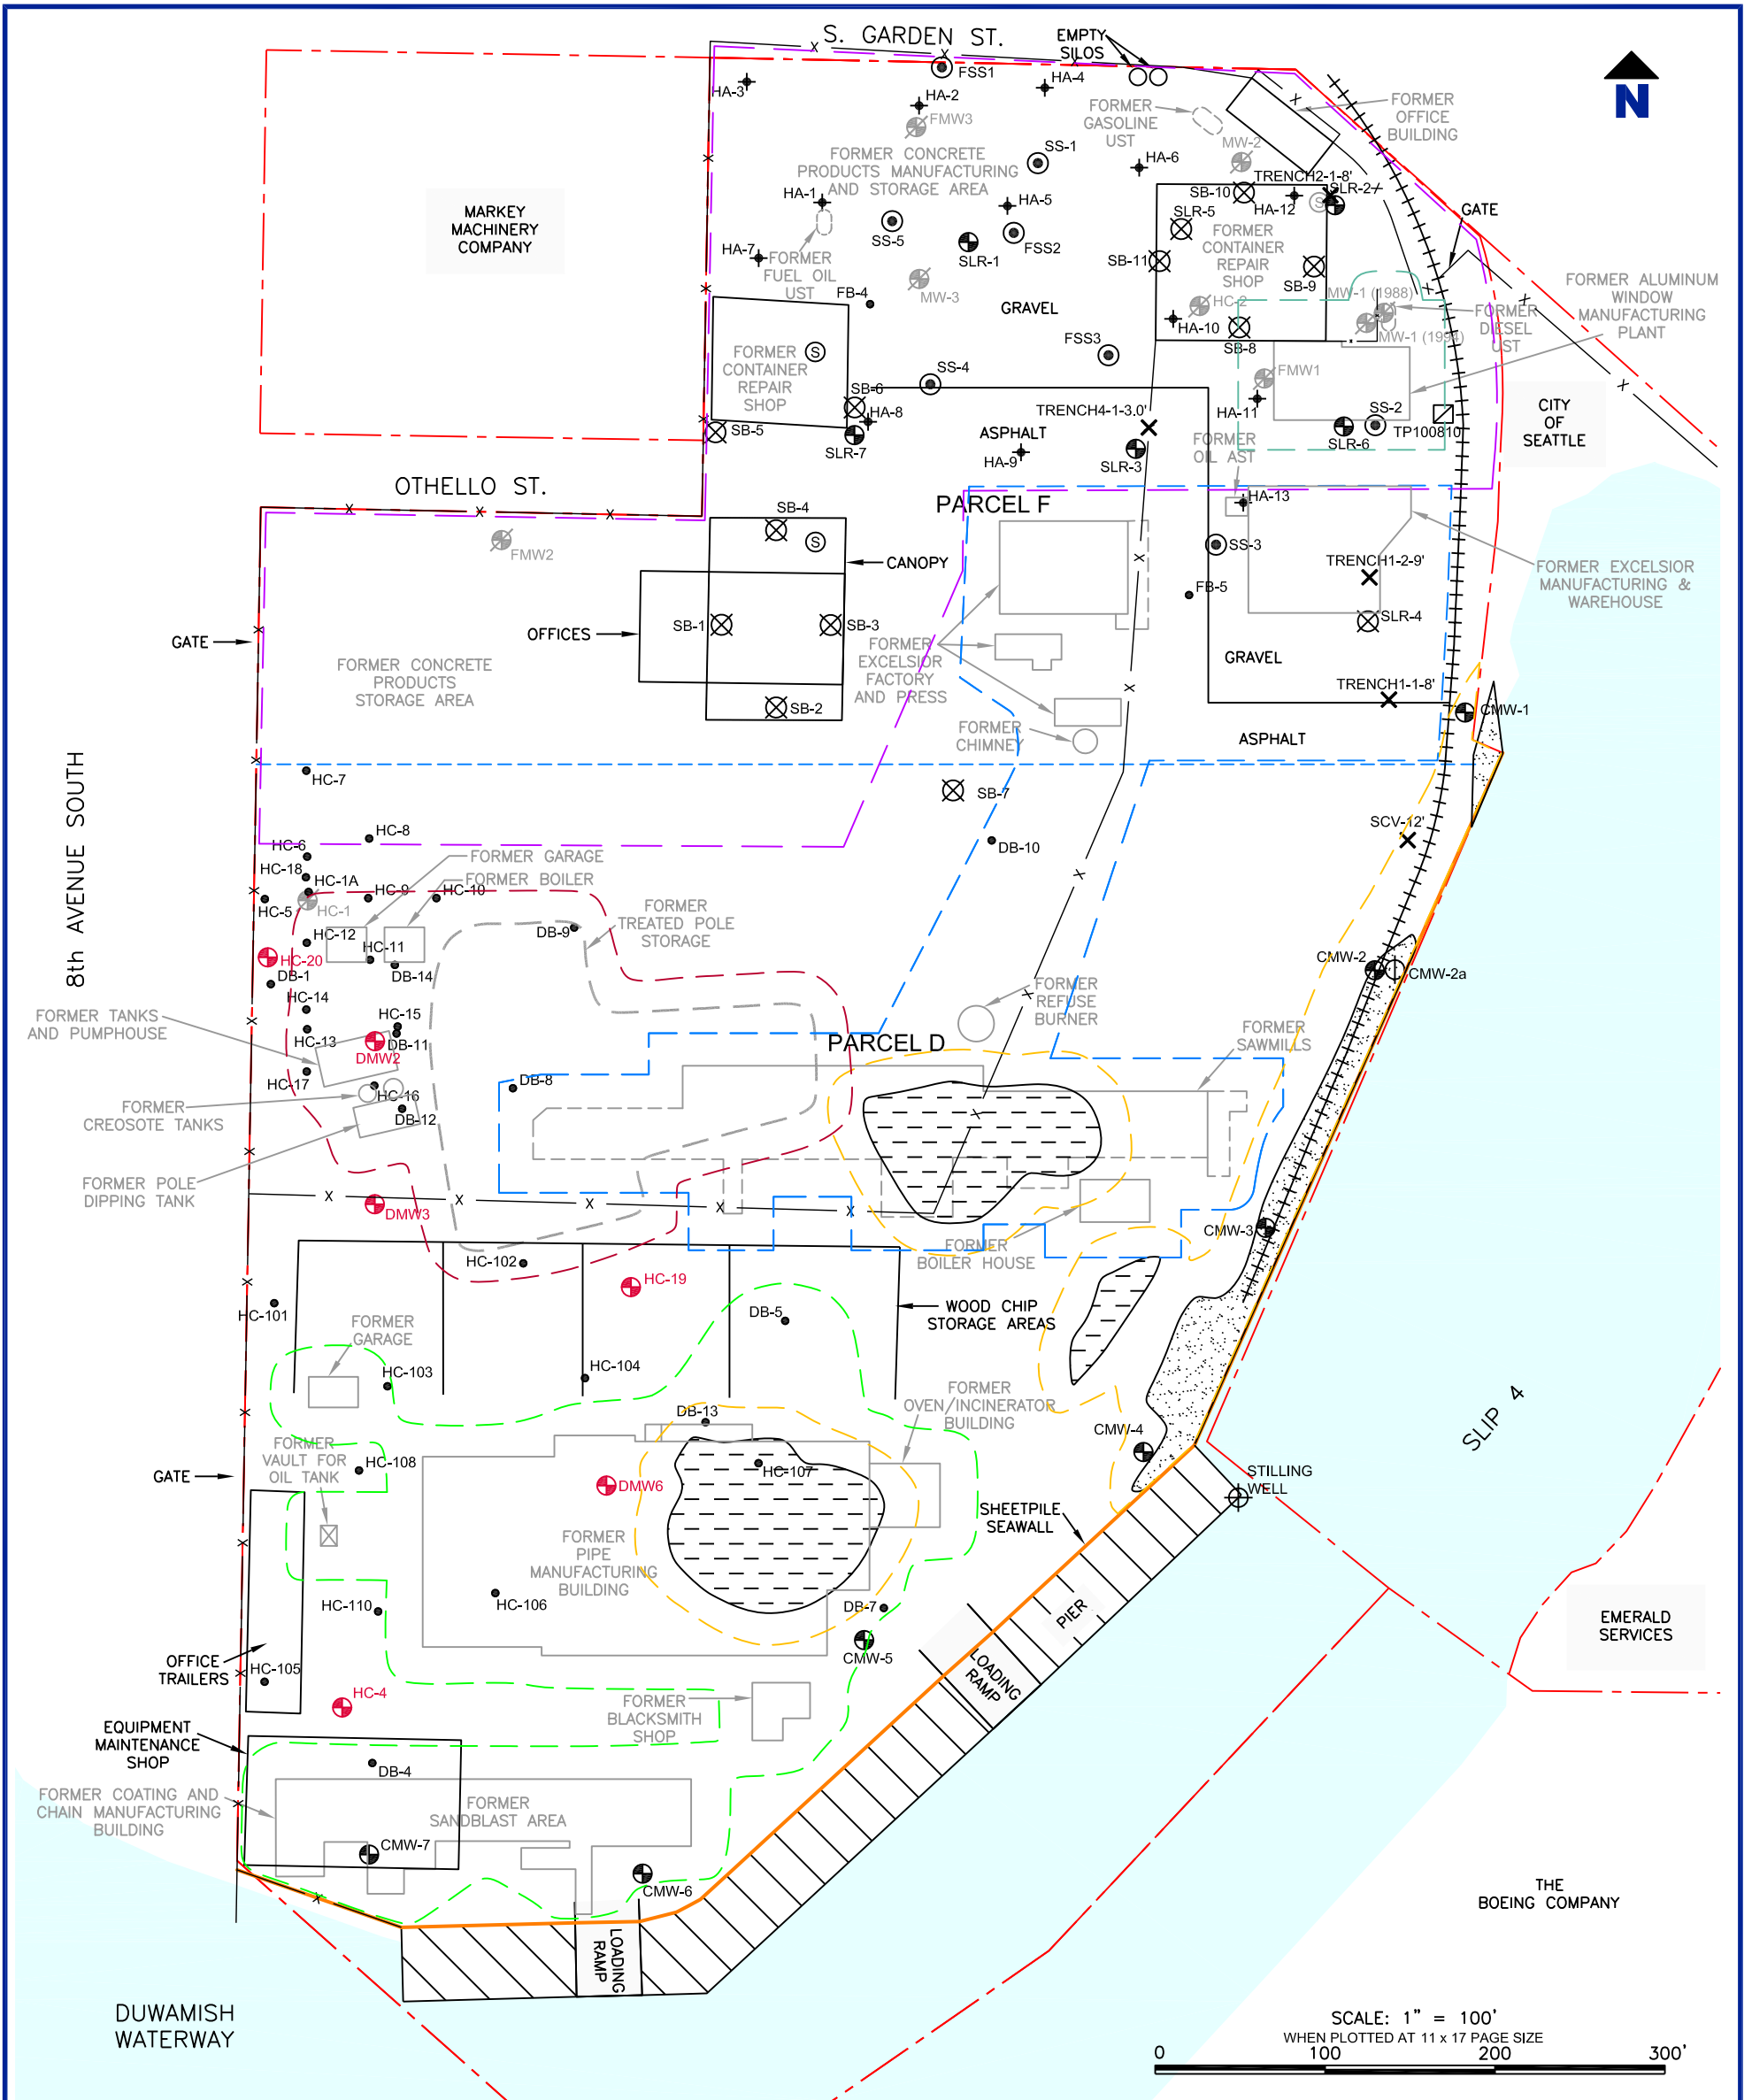 S. GARDEN ST.
EMPTY
SILOS
N
FSS1
HA-4
HA-3
HA-2
FMW3
FORMER
GASOLINE
UST
FORMER
OFFICE
BUILDING
MW-2
FORMER CONCRETE
PRODUCTS MANUFACTURING
AND STORAGE AREA
SS-1
HA-6
TRENCH2-1-8'
SB-10
SLR-2
HA-1
HA-5
HA-12
S
GATE
MARKEY
MACHINERY
COMPANY
SLR-5
SS-5
FSS2
SLR-1
FORMER
CONTAINER
REPAIR
SHOP
HA-7
FORMER
FUEL OIL
UST
SB-11
SB-9
MW-3
FB-4
GRAVEL
HC-2
MW-1 (1988)
FORMER
DIESEL
UST
FORMER ALUMINUM
WINDOW
MANUFACTURING
PLANT
HA-10
SB-8
MW-1 (1994)
FORMER
CONTAINER
REPAIR
SHOP
S
FSS3
SS-4
FMW1
SB-6
HA-8
HA-11
TRENCH4-1-3.0'
SS-2
TP100810
CITY
OF
SEATTLE
SB-5
SLR-7
ASPHALT
HA-9
SLR-3
FORMER
OIL AST
SLR-6
OTHELLO ST.
PARCEL F
HA-13
SB-4
S
FMW2
CANOPY
SS-3
TRENCH1-2-9'
FORMER EXCELSIOR
MANUFACTURING &
WAREHOUSE
FB-5
SLR-4
GATE
OFFICES
SB-1
SB-3
FORMER
EXCELSIOR
FACTORY
AND PRESS
GRAVEL
FORMER CONCRETE
PRODUCTS
STORAGE AREA
TRENCH1-1-8'
SB-2
CMW-1
FORMER
CHIMNEY
ASPHALT
8th AVENUE SOUTH
HC-7
SB-7
SCV-12'
HC-8
HC-6
DB-10
FORMER GARAGE
HC-18
HC-1A
FORMER BOILER
HC-9
HC-10
HC-5
HC-1
FORMER
TREATED POLE
STORAGE
DB-9
HC-12
HC-11
HC-20
DB-14
CMW-2
CMW-2a
DB-1
HC-14
FORMER
REFUSE
BURNER
FORMER TANKS
AND PUMPHOUSE
HC-15
HC-13
DMW2
DB-11
PARCEL D
FORMER
SAWMILLS
HC-17
HC-16
DB-8
FORMER
CREOSOTE TANKS
DB-12
FORMER POLE
DIPPING TANK
DMW3
CMW-3
FORMER
BOILER HOUSE
HC-102
HC-19
HC-101
DB-5
WOOD CHIP
STORAGE AREAS
FORMER
GARAGE
HC-103
HC-104
FORMER
OVEN/INCINERATOR
BUILDING
SLIP 4
DB-13
CMW-4
FORMER
VAULT FOR
OIL TANK
HC-108
HC-107
GATE
DMW6
STILLING
WELL
SHEETPILE
SEAWALL
FORMER
PIPE
MANUFACTURING
BUILDING
HC-106
HC-110
DB-7
PIER
EMERALD
SERVICES
OFFICE
TRAILERS
HC-105
CMW-5
LOADING
RAMP
HC-4
FORMER
BLACKSMITH
SHOP
EQUIPMENT
MAINTENANCE
SHOP
DB-4
FORMER COATING AND
CHAIN MANUFACTURING
BUILDING
FORMER
SANDBLAST AREA
CMW-7
CMW-6
THE
BOEING COMPANY
LOADING
RAMP
DUWAMISH
WATERWAY
SCALE: 1" = 100'
WHEN PLOTTED AT 11 x 17 PAGE SIZE
0 100 200 300'